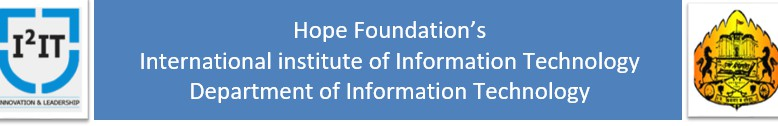 I²IT
INNOVATION & LEADERSHIP
Hope Foundation's
International institute of Information Technology
Department of Information Technology